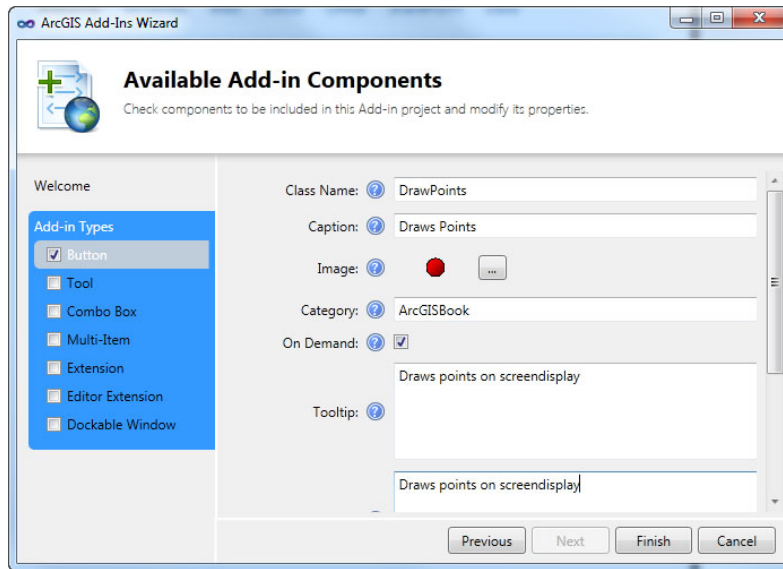 ArcGIS Add-Ins Wizard
Available Add-in Components
Check components to be included in this Add-in project and modify its properties.
Welcome
Add-in Types
Button
Tool
Combo Box
Multi-Item
Extension
Editor Extension
Dockable Window
Class Name: DrawPoints
Caption: Draws Points
Image: ...
Category: ArcGISBook
On Demand:
Tooltip: Draws points on screendisplay
Draws points on screendisplay
Previous Next Finish Cancel